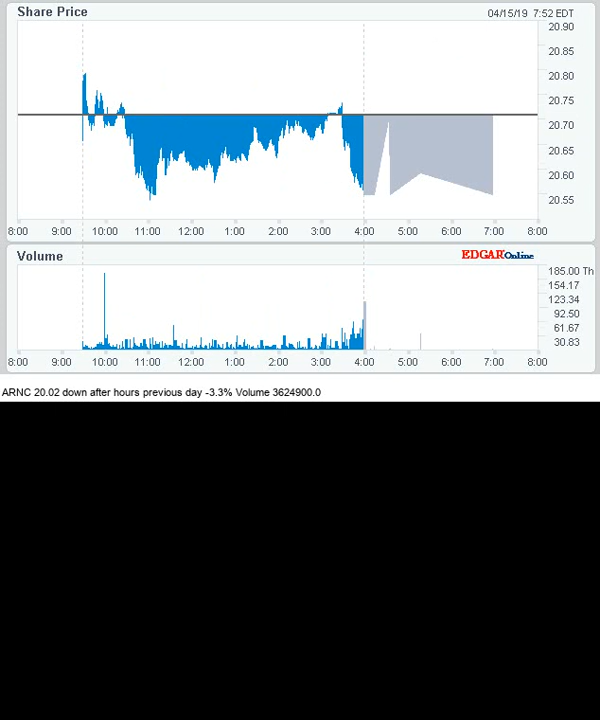 Share Price 04/15/19 7:52 EDT
20.90
20.85
20.80
20.75
20.70
20.65
20.60
20.55
8:00 9:00 10:00 11:00 12:00 1:00 2:00 3:00 4:00 5:00 6:00 7:00 8:00
Volume EDGAR Online
185.00 Th
154.17
123.34
92.50
61.67
30.83
8:00 9:00 10:00 11:00 12:00 1:00 2:00 3:00 4:00 5:00 6:00 7:00 8:00
ARNC 20.02 down after hours previous day -3.3% Volume 3624900.0